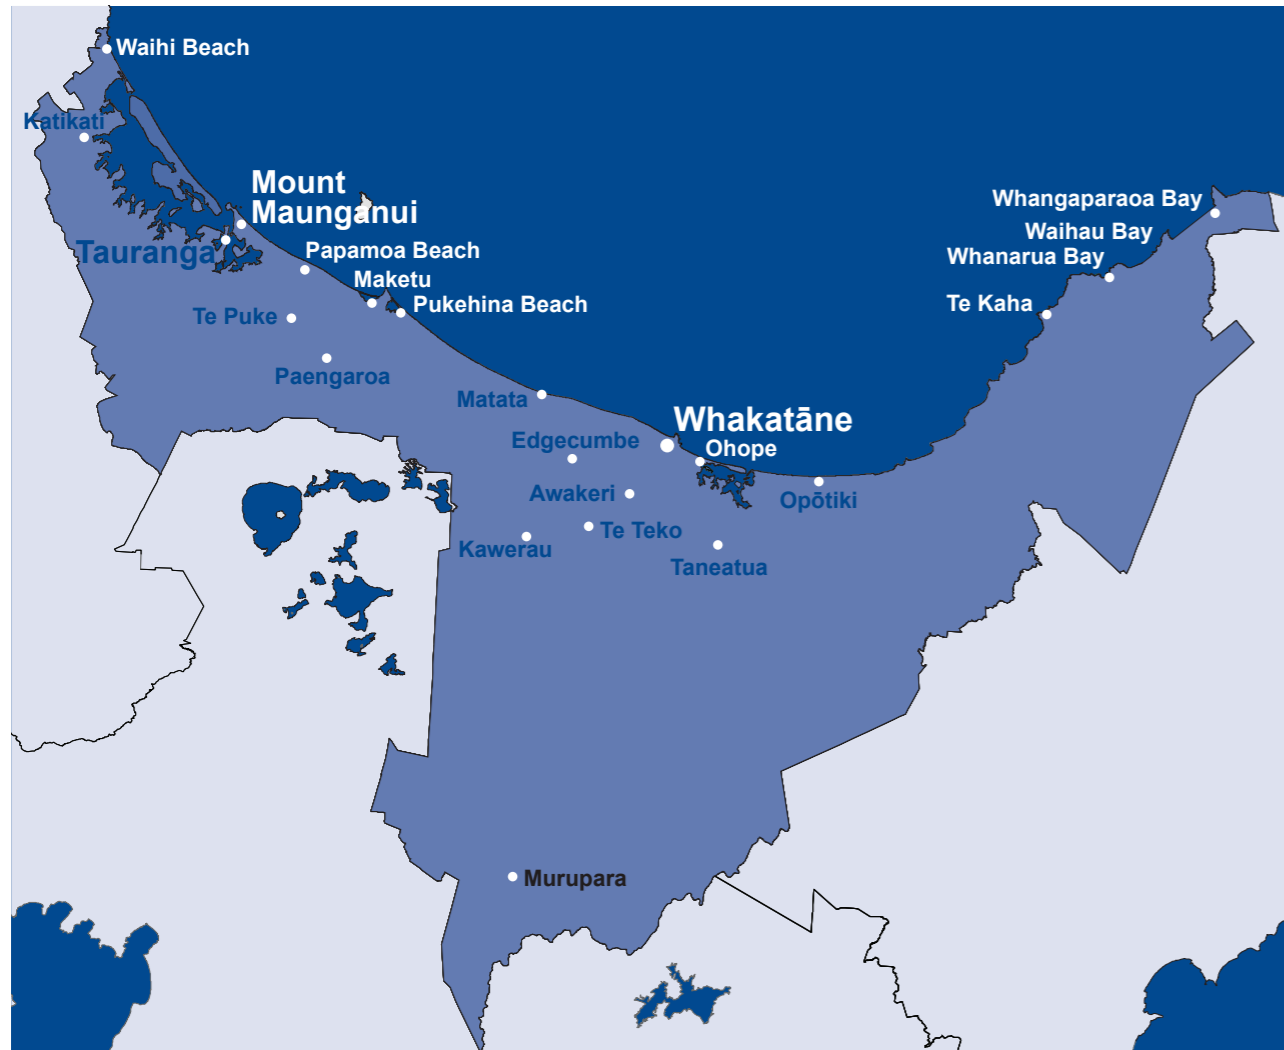 Waihi Beach
Katikati
Mount
Maunganui
Tauranga
Papamoa Beach
Maketu
Pukehina Beach
Te Puke
Paengaroa
Whangaparaoa Bay
Waihau Bay
Whanarua Bay
Te Kaha
Matata
Whakatāne
Edgecumbe
Ohope
Awakeri
Opōtiki
Te Teko
Kawerau
Taneatua
Murupara